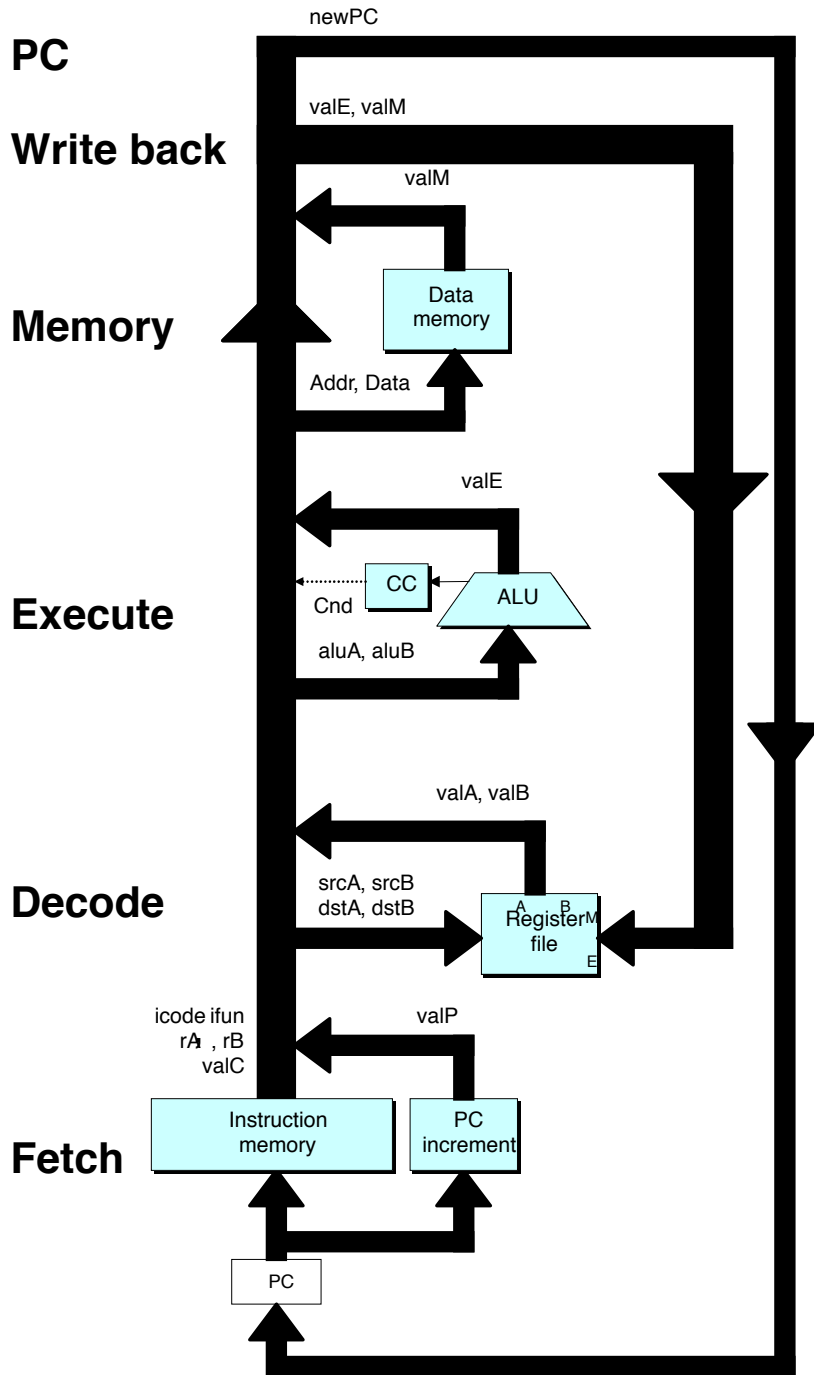 newPC
PC
valE, valM
Write back
valM
Data
memory
Memory
Addr, Data
valE
CC
ALU
Cnd
Execute
aluA, aluB
valA, valB
srcA, srcB
dstA, dstB
Decode
A B
Register
M
file
E
icode ifun
rA , rB
valC
valP
Instruction
memory
PC
increment
Fetch
PC